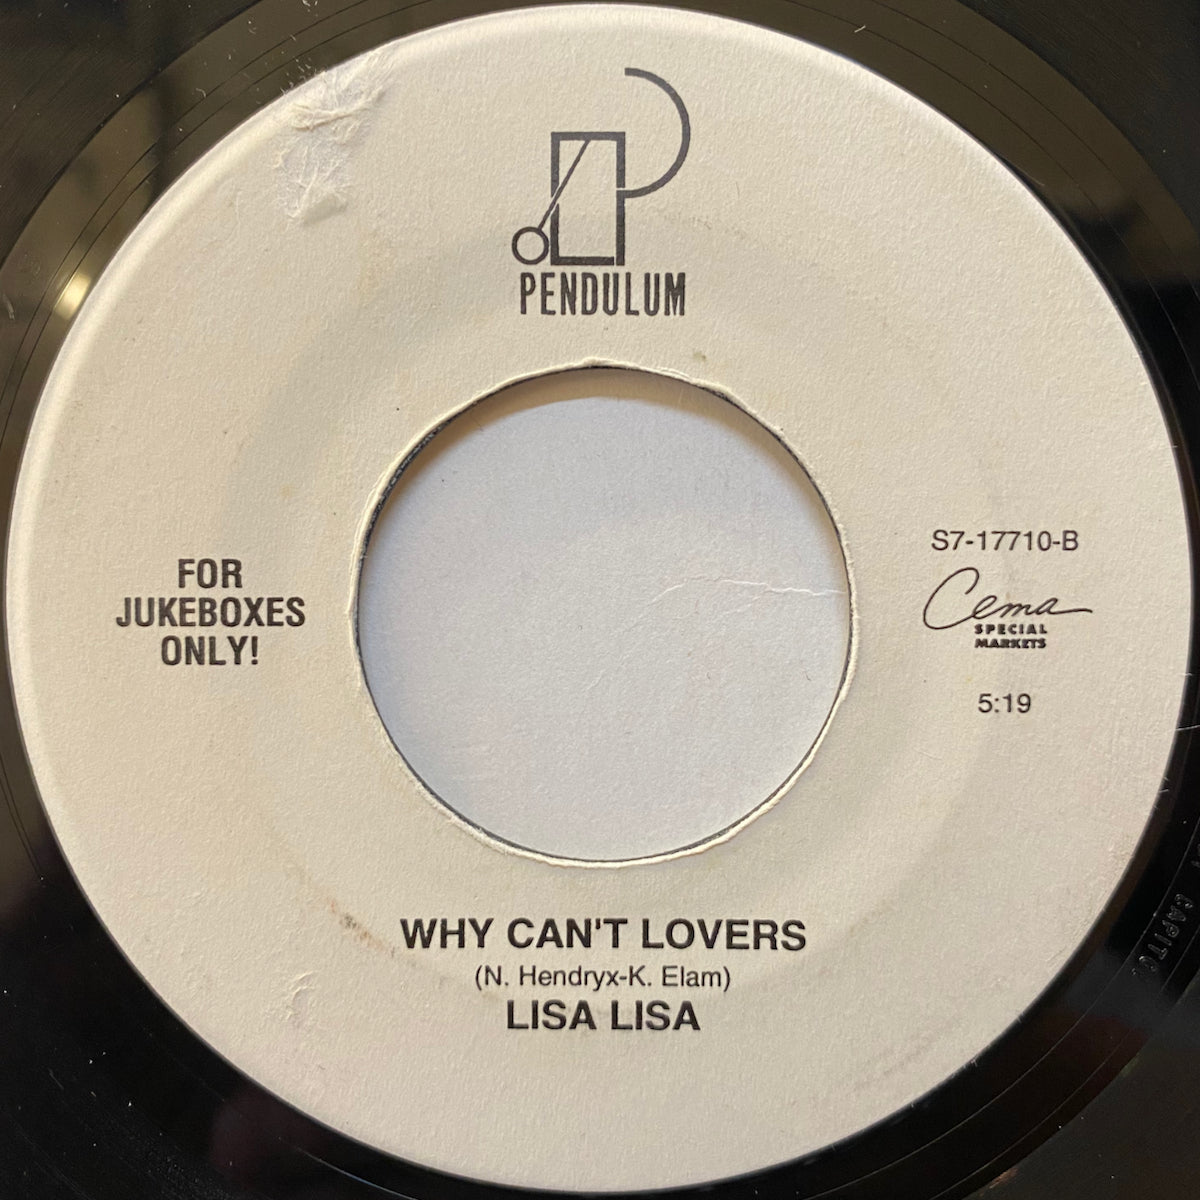 PENDULUM
FOR
JUKEBOXES
ONLY!
S7-17710-B
Cema
SPECIAL
MARKETS
5:19
WHY CAN'T LOVERS
(N. Hendryx-K. Elam)
LISA LISA